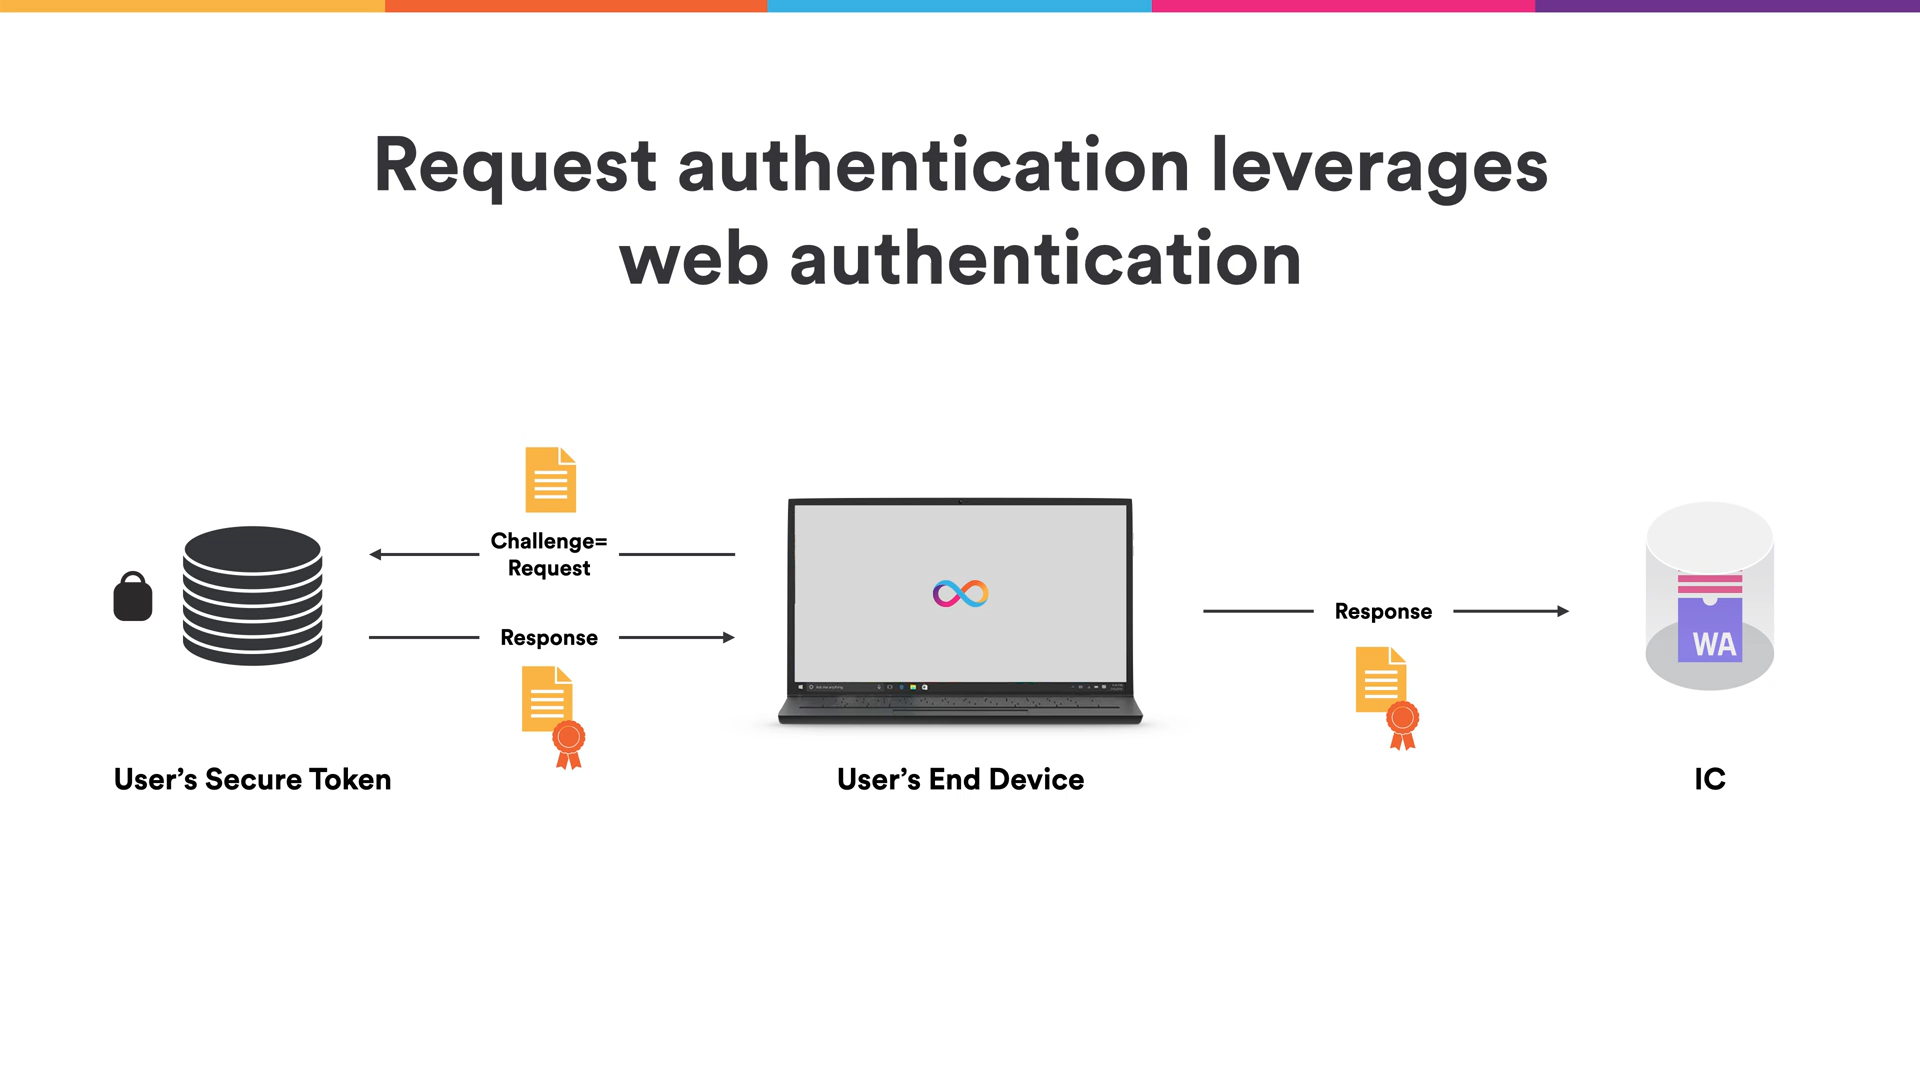 Request authentication leverages
web authentication
Challenge=
Request
Response
Response
WA
User’s Secure Token
User’s End Device
IC